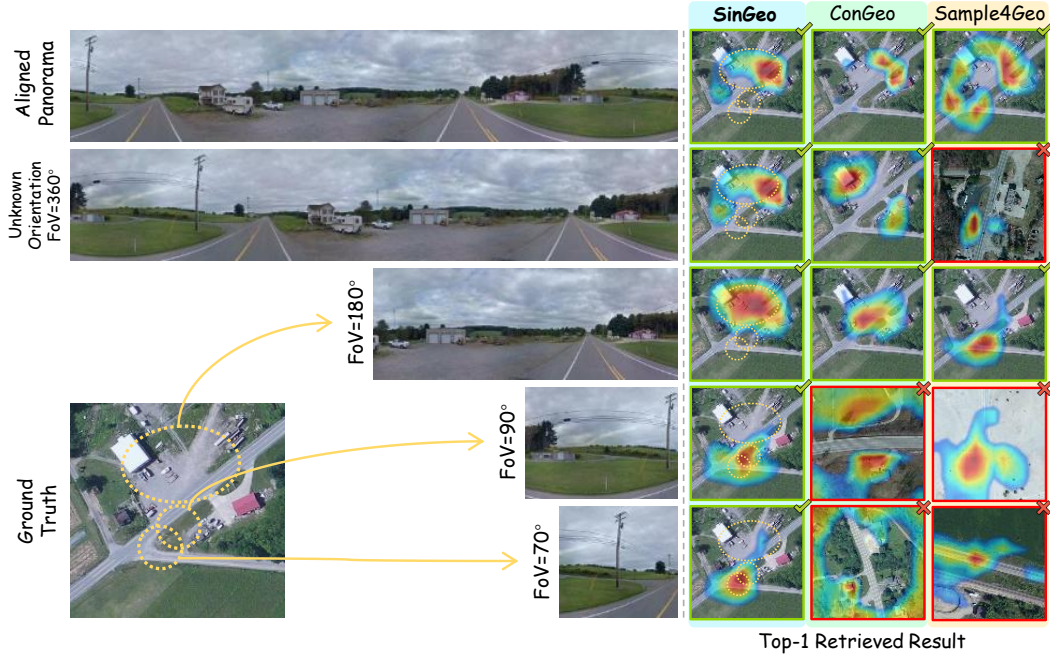 SinGeo
ConGeo
Sample4Geo
Aligned
Panorama
Unknown
Orientation
FoV=360°
FoV=180°
FoV=90°
FoV=70°
Ground
Truth
Top-1 Retrieved Result